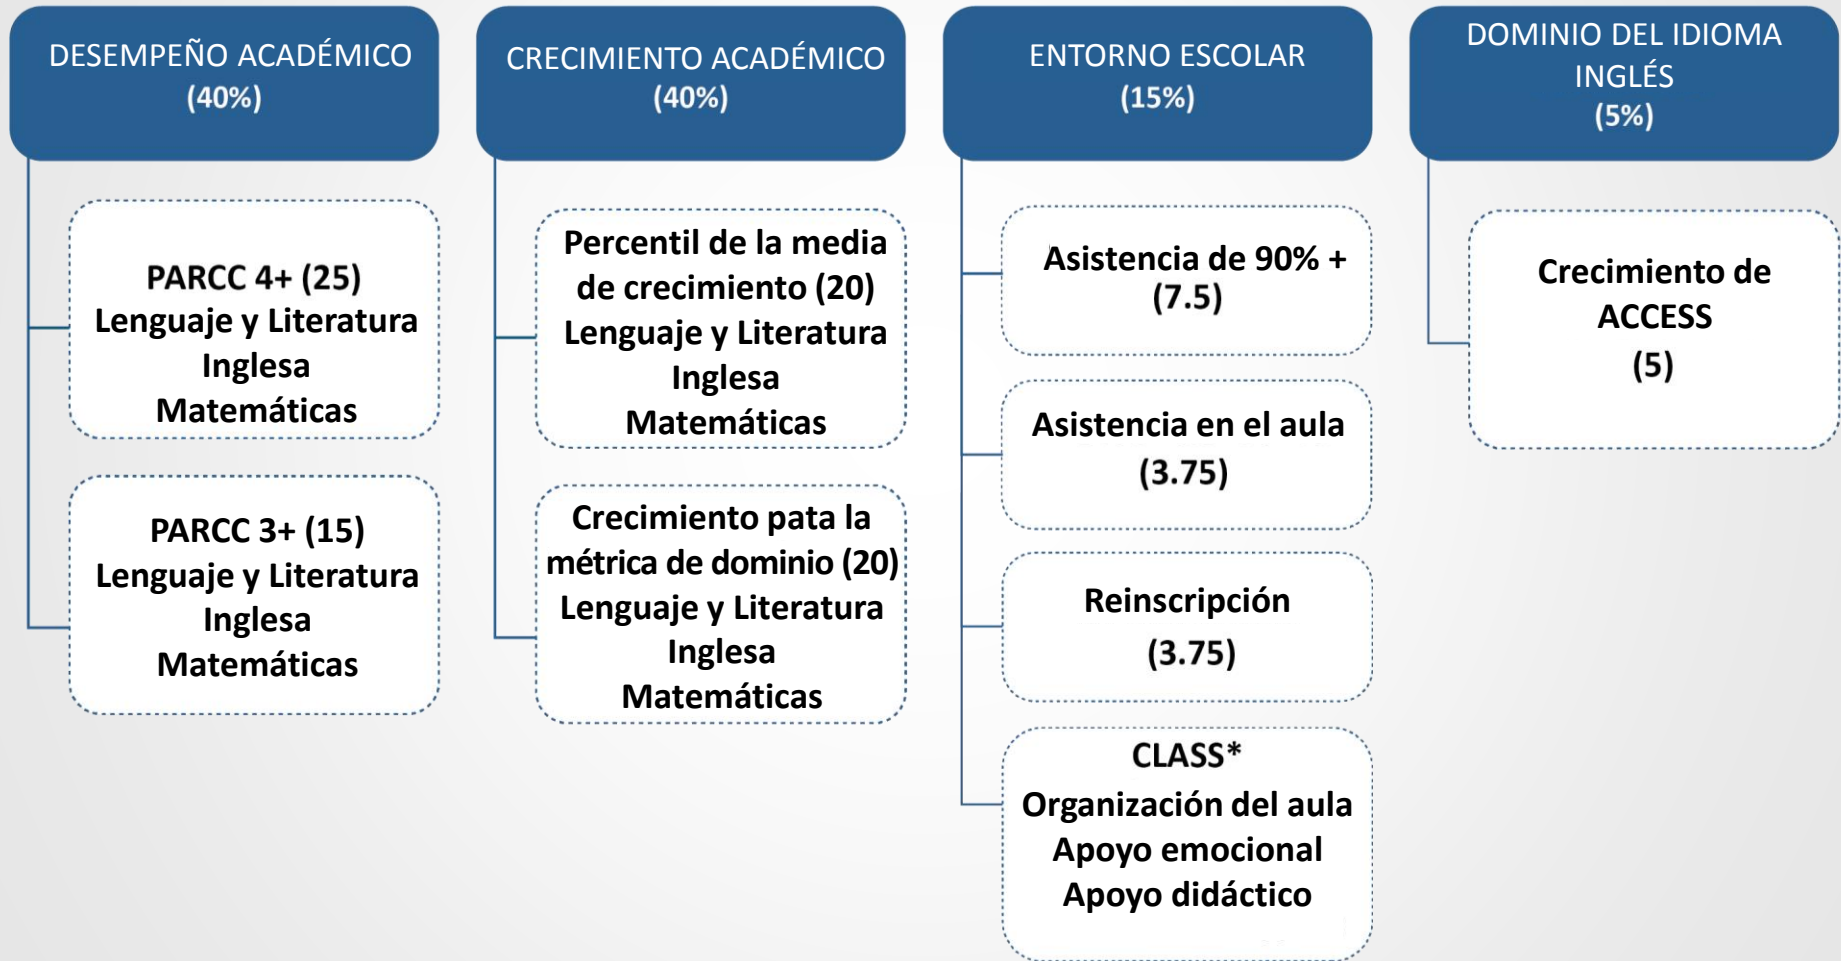 DESEMPEÑO ACADÉMICO
(40%)
PARCC 4+ (25)
Lenguaje y Literatura
Inglesa
Matemáticas
PARCC 3+ (15)
Lenguaje y Literatura
Inglesa
Matemáticas
CRECIMIENTO ACADÉMICO
(40%)
Percentil de la media
de crecimiento (20)
Lenguaje y Literatura
Inglesa
Matemáticas
Crecimiento pata la
métrica de dominio (20)
Lenguaje y Literatura
Inglesa
Matemáticas
ENTORNO ESCOLAR
(15%)
Asistencia de 90% +
(7.5)
Asistencia en el aula
(3.75)
Reinscripción
(3.75)
CLASS*
Organización del aula
Apoyo emocional
Apoyo didáctico
DOMINIO DEL IDIOMA
INGLÉS
(5%)
Crecimiento de
ACCESS
(5)